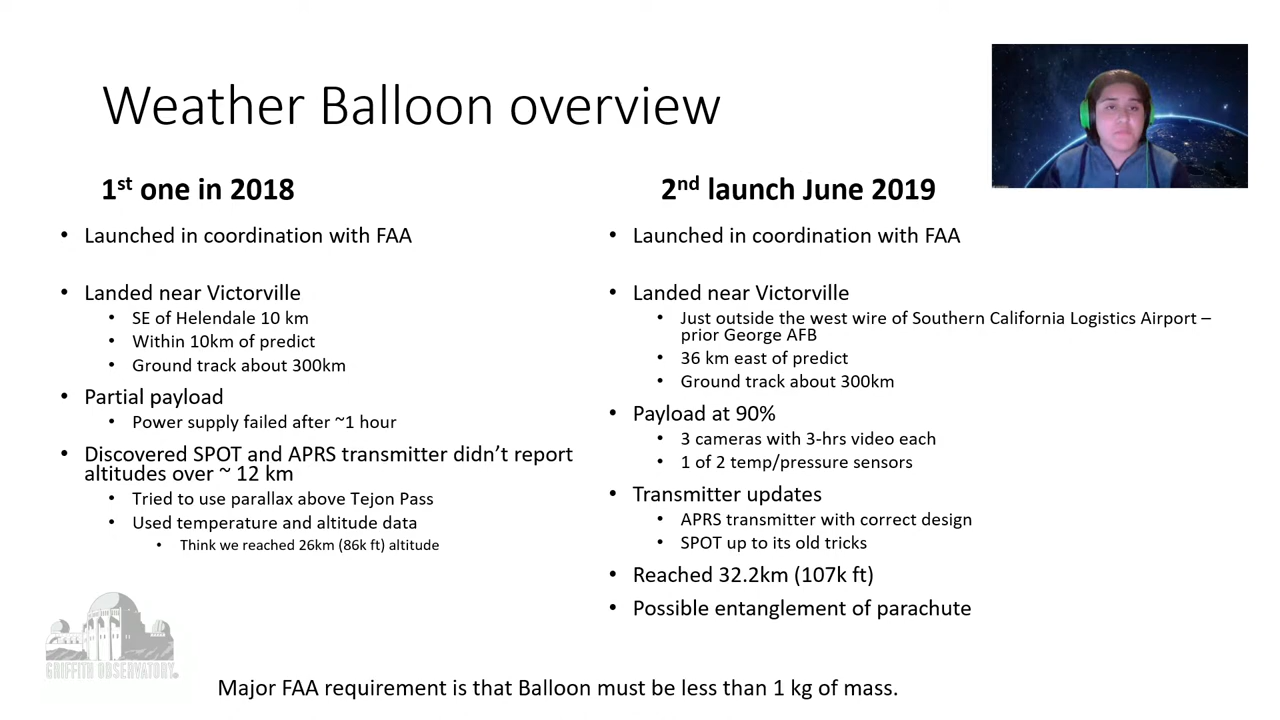 Weather Balloon overview
1st one in 2018
• Launched in coordination with FAA
• Landed near Victorville
• SE of Helendale 10 km
• Within 10km of predict
• Ground track about 300km
• Partial payload
• Power supply failed after ~1 hour
• Discovered SPOT and APRS transmitter didn’t report
altitudes over ~ 12 km
• Tried to use parallax above Tejon Pass
• Used temperature and altitude data
• Think we reached 26km (86k ft) altitude
2nd launch June 2019
• Launched in coordination with FAA
• Landed near Victorville
• Just outside the west wire of Southern California Logistics Airport –
prior George AFB
• 36 km east of predict
• Ground track about 300km
• Payload at 90%
• 3 cameras with 3-hrs video each
• 1 of 2 temp/pressure sensors
• Transmitter updates
• APRS transmitter with correct design
• SPOT up to its old tricks
• Reached 32.2km (107k ft)
• Possible entanglement of parachute
GRIFFITH OBSERVATORY
Major FAA requirement is that Balloon must be less than 1 kg of mass.